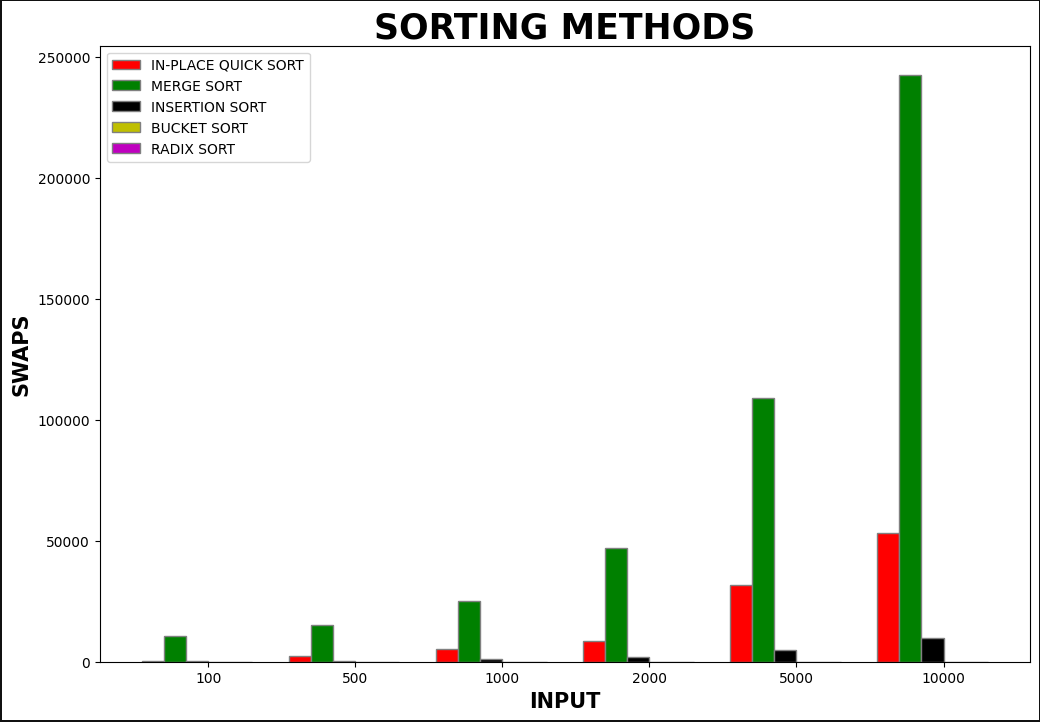 SORTING METHODS
IN-PLACE QUICK SORT
MERGE SORT
INSERTION SORT
BUCKET SORT
RADIX SORT
SWAPS
250000
200000
150000
100000
50000
0
100 500 1000 2000 5000 10000
INPUT